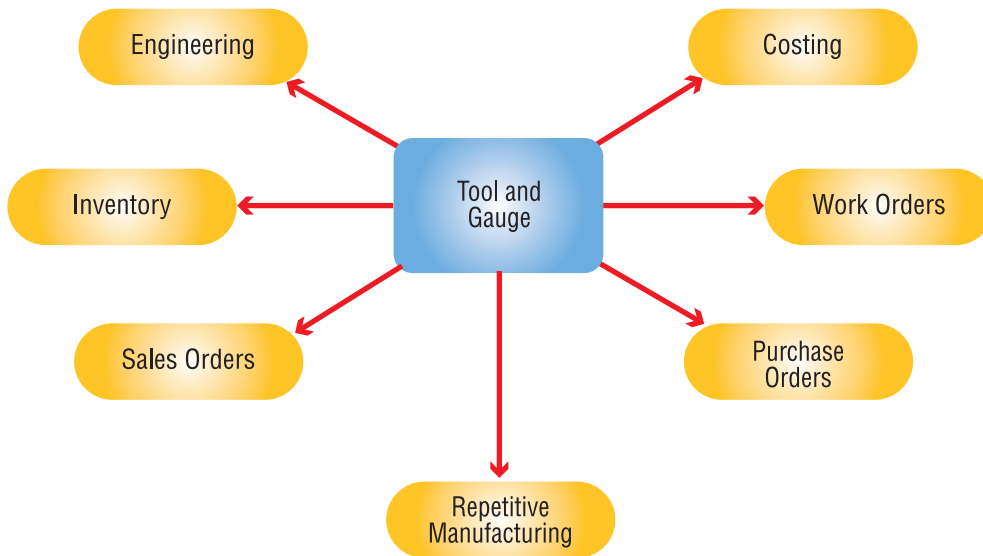 Engineering
Costing
Tool and
Gauge
Inventory
Work Orders
Sales Orders
Purchase
Orders
Repetitive
Manufacturing